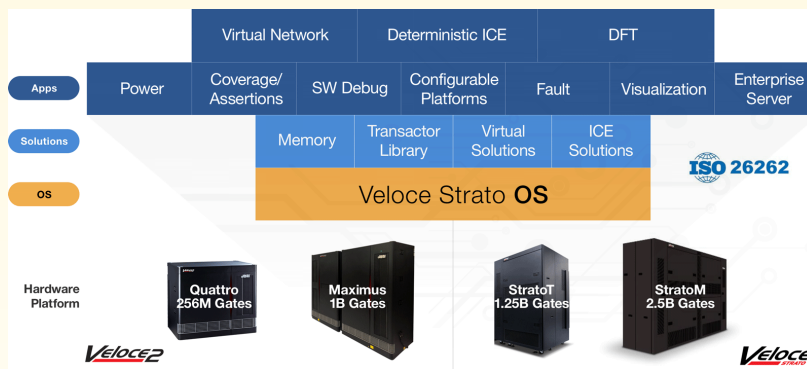 Virtual Network
Deterministic ICE
DFT
Apps
Power
Coverage/
Assertions
SW Debug
Configurable
Platforms
Fault
Visualization
Enterprise
Server
Solutions
Memory
Transactor
Library
Virtual
Solutions
ICE
Solutions
ISO 26262
OS
Veloce Strato OS
Hardware
Platform
Quattro
256M Gates
Maximus
1B Gates
StratoT
1.25B Gates
StratoM
2.5B Gates
Veloce2
Veloce
STRATO